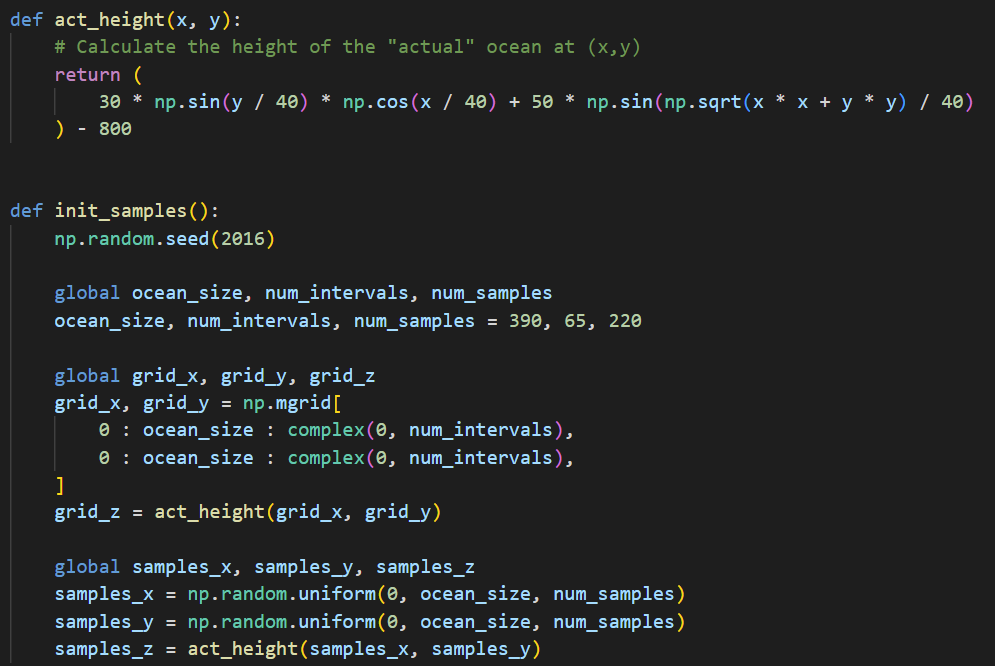 def act_height(x, y):
    # Calculate the height of the "actual" ocean at (x,y)
    return (
        30 * np.sin(y / 40) * np.cos(x / 40) + 50 * np.sin(np.sqrt(x * x + y * y) / 40)
    ) - 800
def init_samples():
    np.random.seed(2016)
    global ocean_size, num_intervals, num_samples
    ocean_size, num_intervals, num_samples = 390, 65, 220
    global grid_x, grid_y, grid_z
    grid_x, grid_y = np.mgrid[
        0 : ocean_size : complex(0, num_intervals),
        0 : ocean_size : complex(0, num_intervals),
    ]
    grid_z = act_height(grid_x, grid_y)
    global samples_x, samples_y, samples_z
    samples_x = np.random.uniform(0, ocean_size, num_samples)
    samples_y = np.random.uniform(0, ocean_size, num_samples)
    samples_z = act_height(samples_x, samples_y)